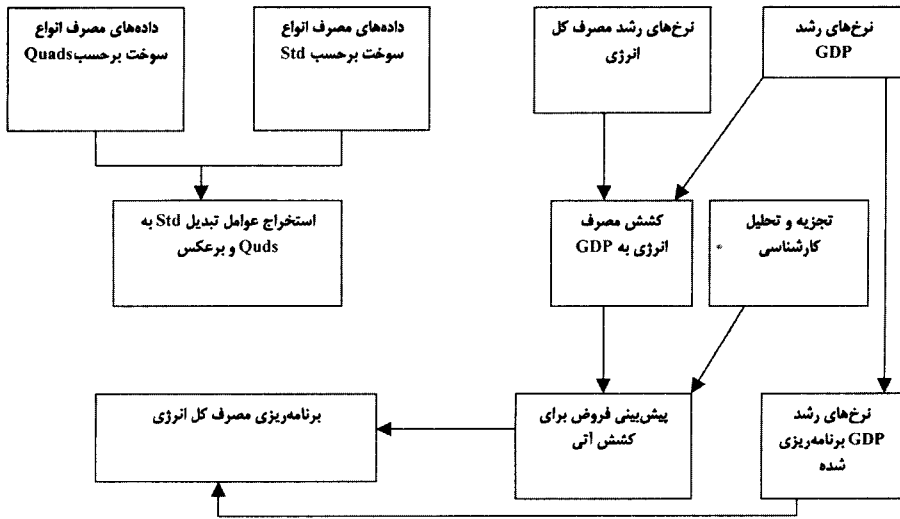 نرخ‌های رشد
GDP
نرخ‌های رشد مصرف کل
انرژی
داده‌های مصرف انواع
سوخت برحسب Std
داده‌های مصرف انواع
سوخت برحسب Quads
تجزیه و تحلیل
کارشناسی
کشش مصرف
انرژی به GDP
استخراج عوامل تبدیل Std به
Quds و برعکس
نرخ‌های رشد
GDP برنامه‌ریزی
شده
پیش‌بینی فروض برای
کشش آتی
برنامه‌ریزی مصرف کل انرژی